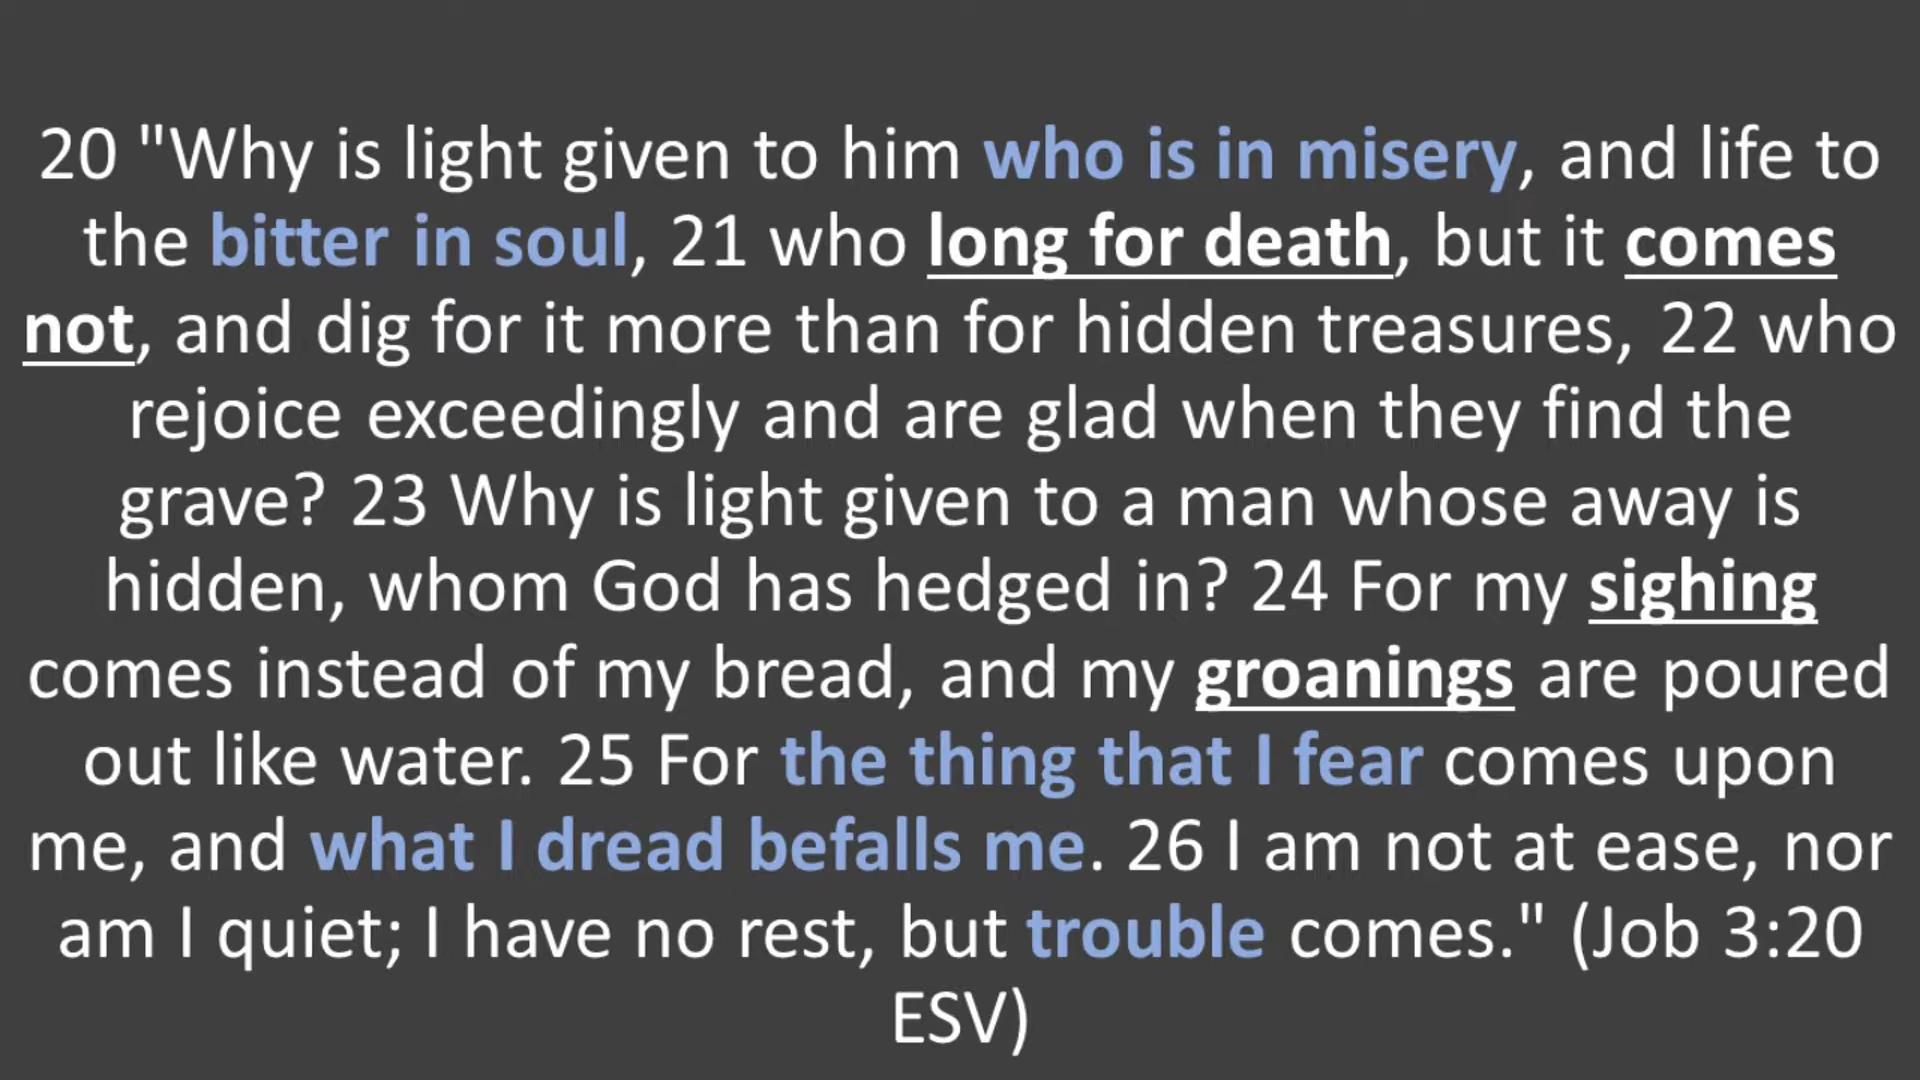 20 "Why is light given to him who is in misery, and life to
the bitter in soul, 21 who long for death, but it comes
not, and dig for it more than for hidden treasures, 22 who
rejoice exceedingly and are glad when they find the
grave? 23 Why is light given to a man whose away is
hidden, whom God has hedged in? 24 For my sighing
comes instead of my bread, and my groanings are poured
out like water. 25 For the thing that I fear comes upon
me, and what I dread befalls me. 26 I am not at ease, nor
am I quiet; I have no rest, but trouble comes." (Job 3:20
ESV)